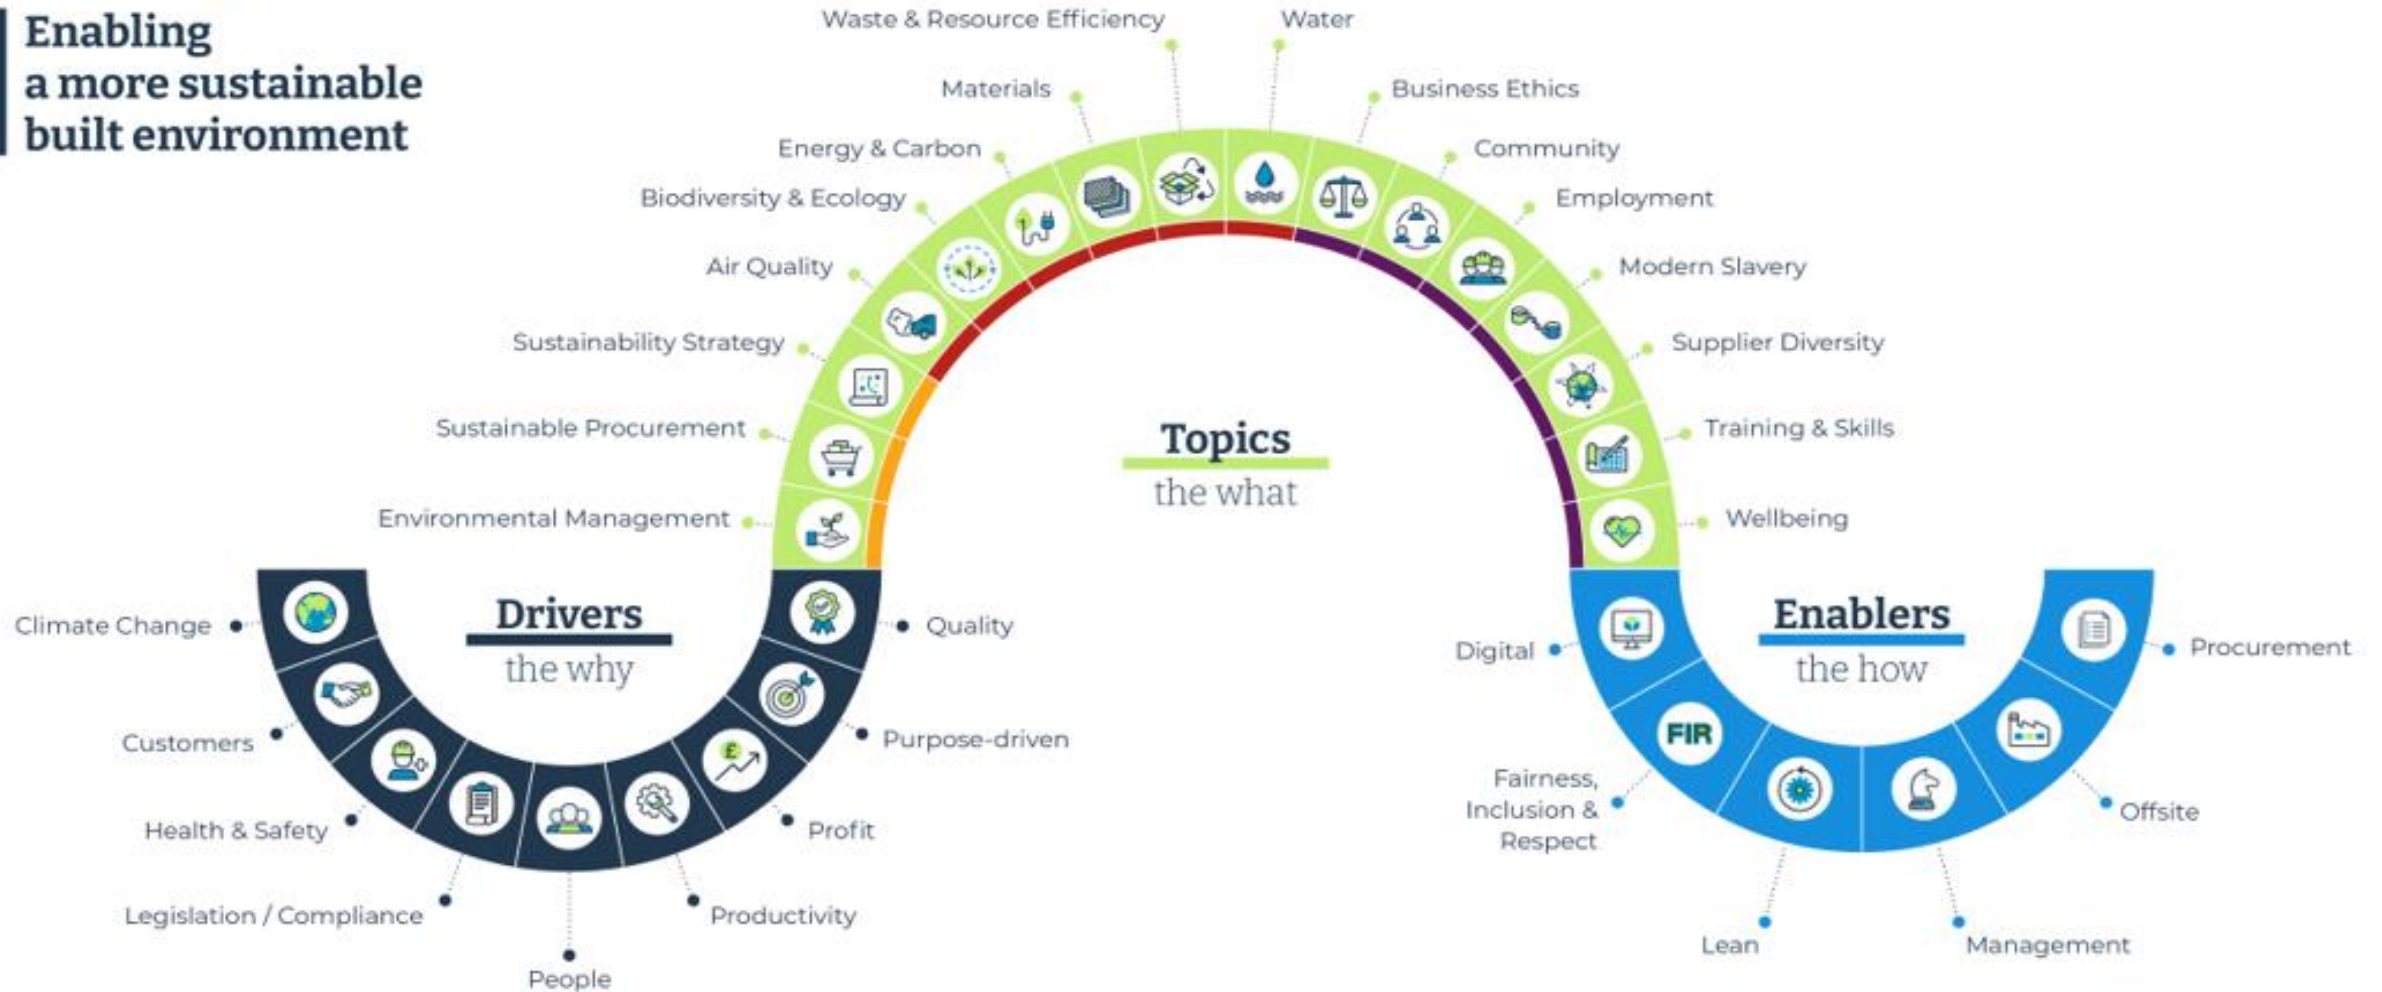 Enabling
a more sustainable
built environment
Drivers
the why
Climate Change
Customers
Health & Safety
Legislation / Compliance
People
Productivity
Profit
Purpose-driven
Quality
Topics
the what
Environmental Management
Sustainable Procurement
Sustainability Strategy
Air Quality
Biodiversity & Ecology
Energy & Carbon
Materials
Waste & Resource Efficiency
Water
Business Ethics
Community
Employment
Modern Slavery
Supplier Diversity
Training & Skills
Wellbeing
Enablers
the how
Digital
FIR
Fairness,
Inclusion &
Respect
Lean
Management
Offsite
Procurement
£